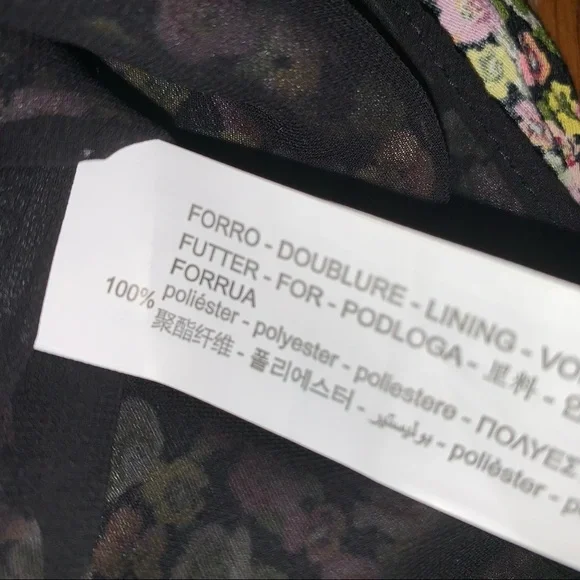 FORRO - DOUBLURE - LINING - VO
FUTTER - FOR - PODLOGA - 里料 -
FORRUA
100% poliéster - polyester - poliestere - ΠΟΛΥΕΣ
聚酯纤维 - 폴리에스터 - بوليستير - poliéster - p